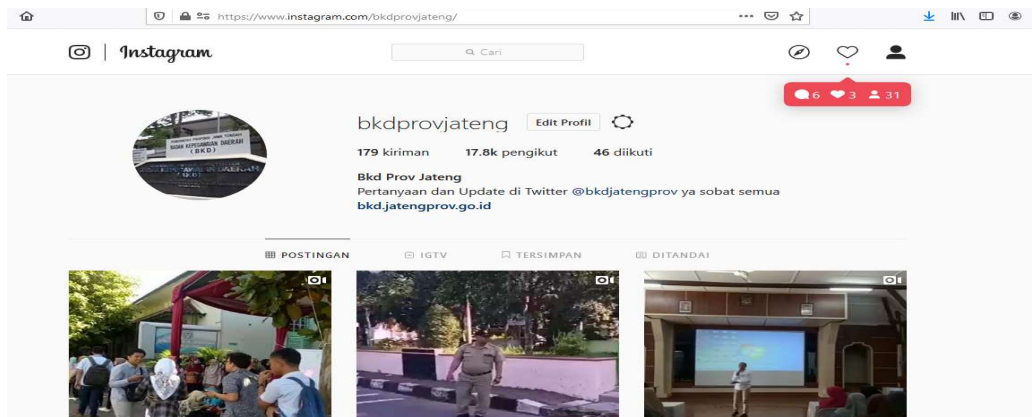 https://www.instagram.com/bkdprovjateng/
Instagram
Cari
6 3 31
bkdprovjateng Edit Profil
179 kiriman 17.8k pengikut 46 diikuti
Bkd Prov Jateng
Pertanyaan dan Update di Twitter @bkdjatengprov ya sobat semua
bkd.jatengprov.go.id
POSTINGAN IGTV TERSIMPAN DITANDAI
BADAN KEPEGAWAIAN DAERAH
(BKD)